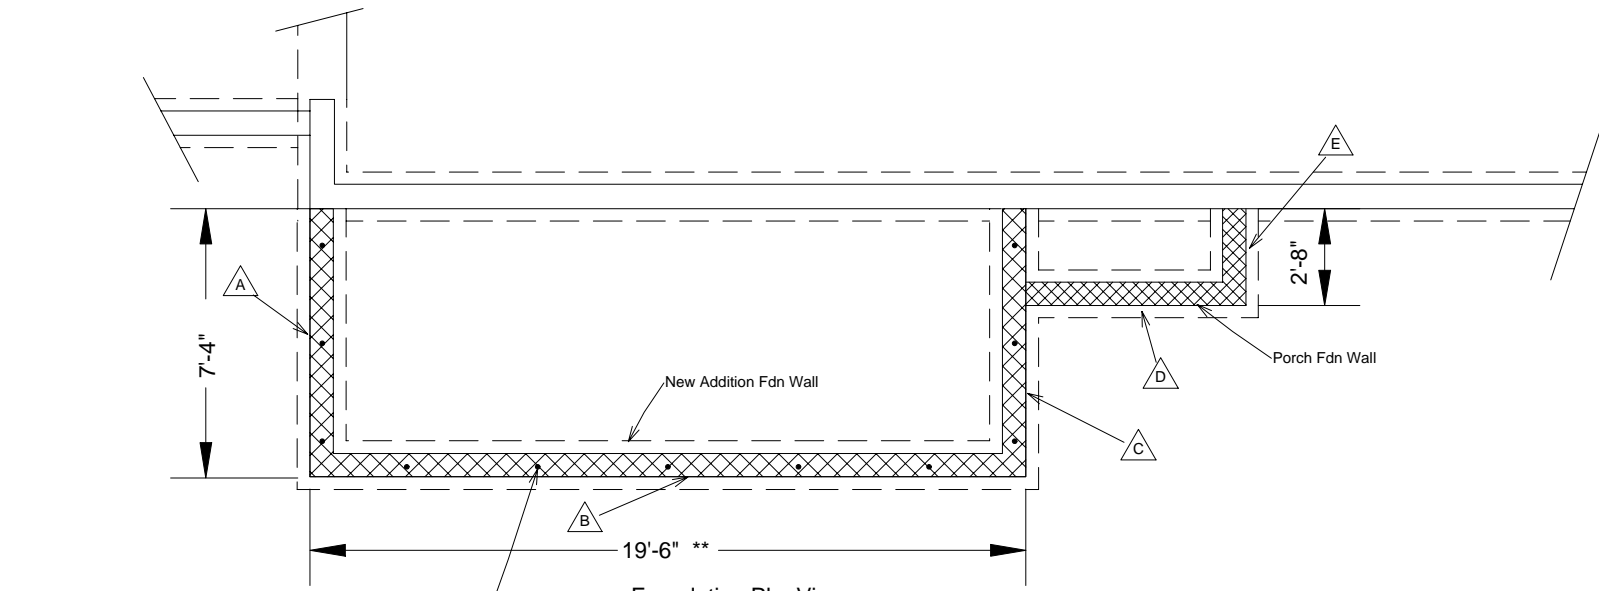 E
2'-8"
A
7'-4"
Porch Fdn Wall
D
New Addition Fdn Wall
C
B
19'-6" **